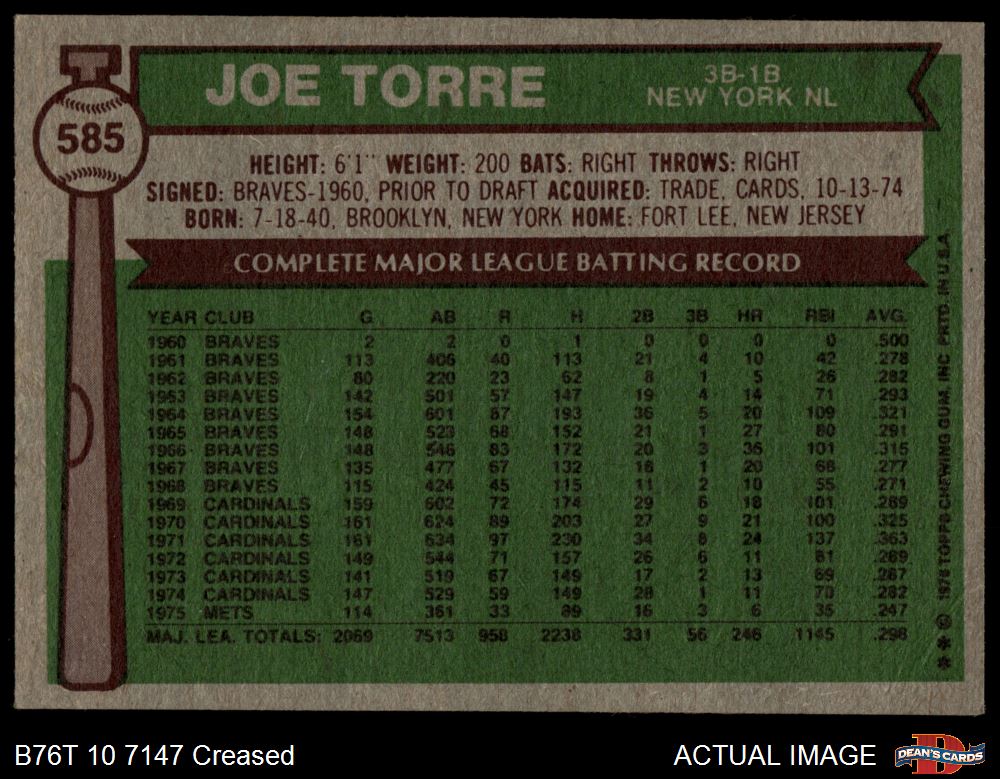 JOE TORRE
3B-1B
NEW YORK NL
585
HEIGHT: 6'1" WEIGHT: 200 BATS: RIGHT THROWS: RIGHT
SIGNED: BRAVES-1960, PRIOR TO DRAFT ACQUIRED: TRADE, CARDS, 10-13-74
BORN: 7-18-40, BROOKLYN, NEW YORK HOME: FORT LEE, NEW JERSEY
COMPLETE MAJOR LEAGUE BATTING RECORD
YEAR CLUB G AB R H 2B 3B HR RBI AVG.
1960 BRAVES 2 2 0 1 0 0 0 0 .500
1961 BRAVES 113 406 40 113 21 4 10 42 .278
1962 BRAVES 80 220 23 62 8 1 5 26 .282
1963 BRAVES 142 501 57 147 19 4 14 71 .293
1964 BRAVES 154 601 87 193 36 5 20 109 .321
1965 BRAVES 148 523 68 152 21 1 27 80 .291
1966 BRAVES 148 546 83 172 20 3 36 101 .315
1967 BRAVES 135 477 67 132 18 1 20 68 .277
1968 BRAVES 115 424 45 115 11 2 10 55 .271
1969 CARDINALS 159 602 72 174 29 6 18 101 .289
1970 CARDINALS 161 624 89 203 27 9 21 100 .325
1971 CARDINALS 161 634 97 230 34 8 24 137 .363
1972 CARDINALS 149 544 71 157 26 6 11 81 .289
1973 CARDINALS 141 519 67 149 17 2 13 69 .287
1974 CARDINALS 147 529 59 149 28 1 11 70 .282
1975 METS 114 361 33 89 16 3 6 35 .247
MAJ. LEA. TOTALS: 2069 7513 958 2238 331 56 246 1145 .298
* * © 1976 TOPPS CHEWING GUM, INC. PRTD. IN U.S.A.
B76T 10 7147 Creased
ACTUAL IMAGE
DEAN'S CARDS